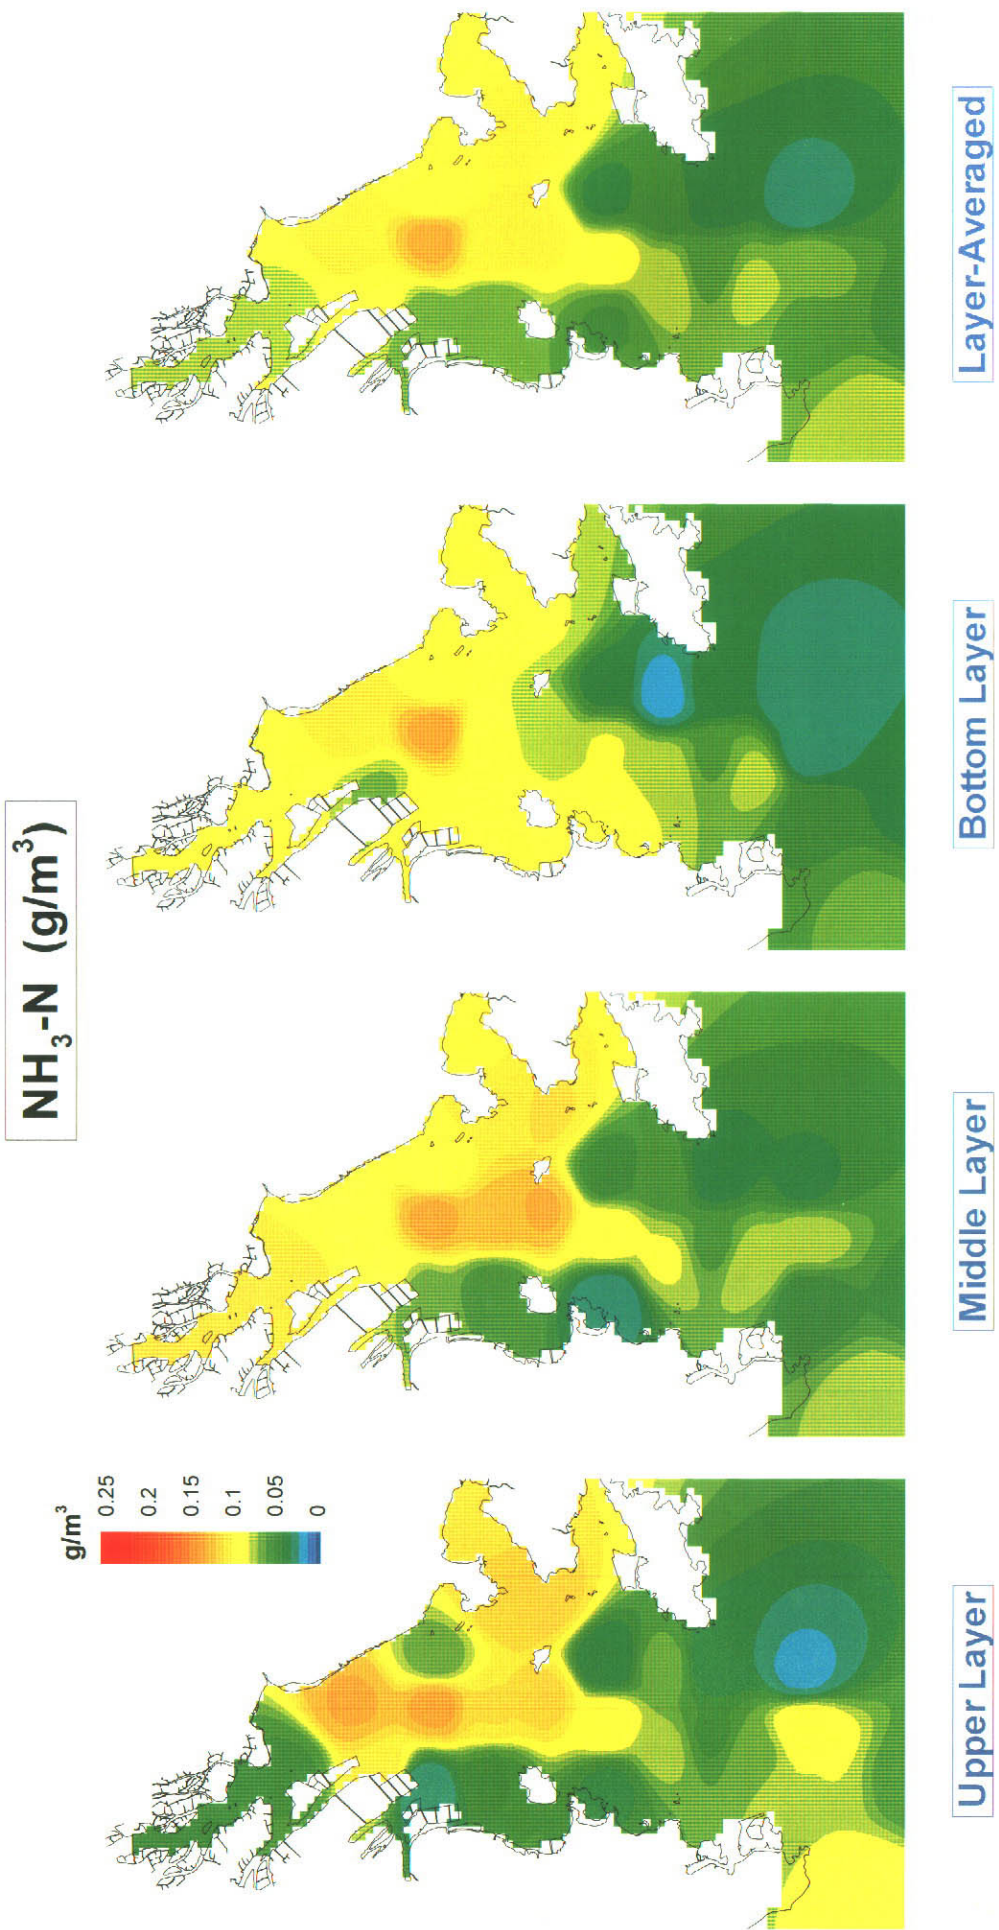 NH3-N (g/m3)
g/m3
0.25
0.2
0.15
0.1
0.05
0
Upper Layer
Middle Layer
Bottom Layer
Layer-Averaged